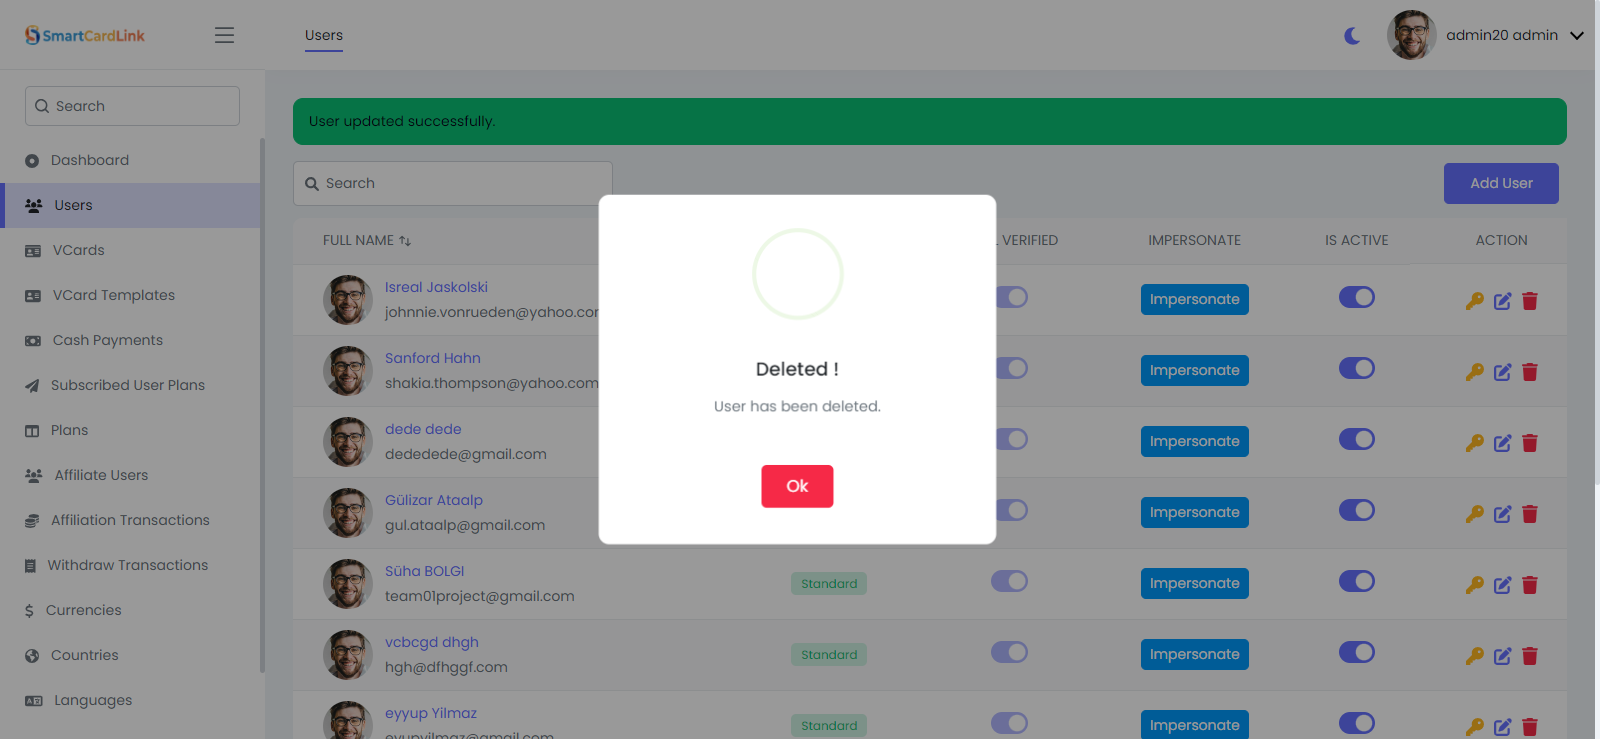 SmartCardLink
Users
admin20 admin
Search
Dashboard
Users
VCards
VCard Templates
Cash Payments
Subscribed User Plans
Plans
Affiliate Users
Affiliation Transactions
Withdraw Transactions
Currencies
Countries
Languages
User updated successfully.
Search
Add User
FULL NAME
VERIFIED
IMPERSONATE
IS ACTIVE
ACTION
Isreal Jaskolski
johnnie.vonrueden@yahoo.cor
Impersonate
Sanford Hahn
shakia.thompson@yahoo.com
Impersonate
dede dede
dededede@gmail.com
Impersonate
Gülizar Ataalp
gul.ataalp@gmail.com
Impersonate
Süha BOLGI
team01project@gmail.com
Standard
Impersonate
vcbcgd dhgh
hgh@dfhggf.com
Standard
Impersonate
eyyup Yilmaz
eyupyilmaz@gmail.com
Standard
Impersonate
Deleted !
User has been deleted.
Ok